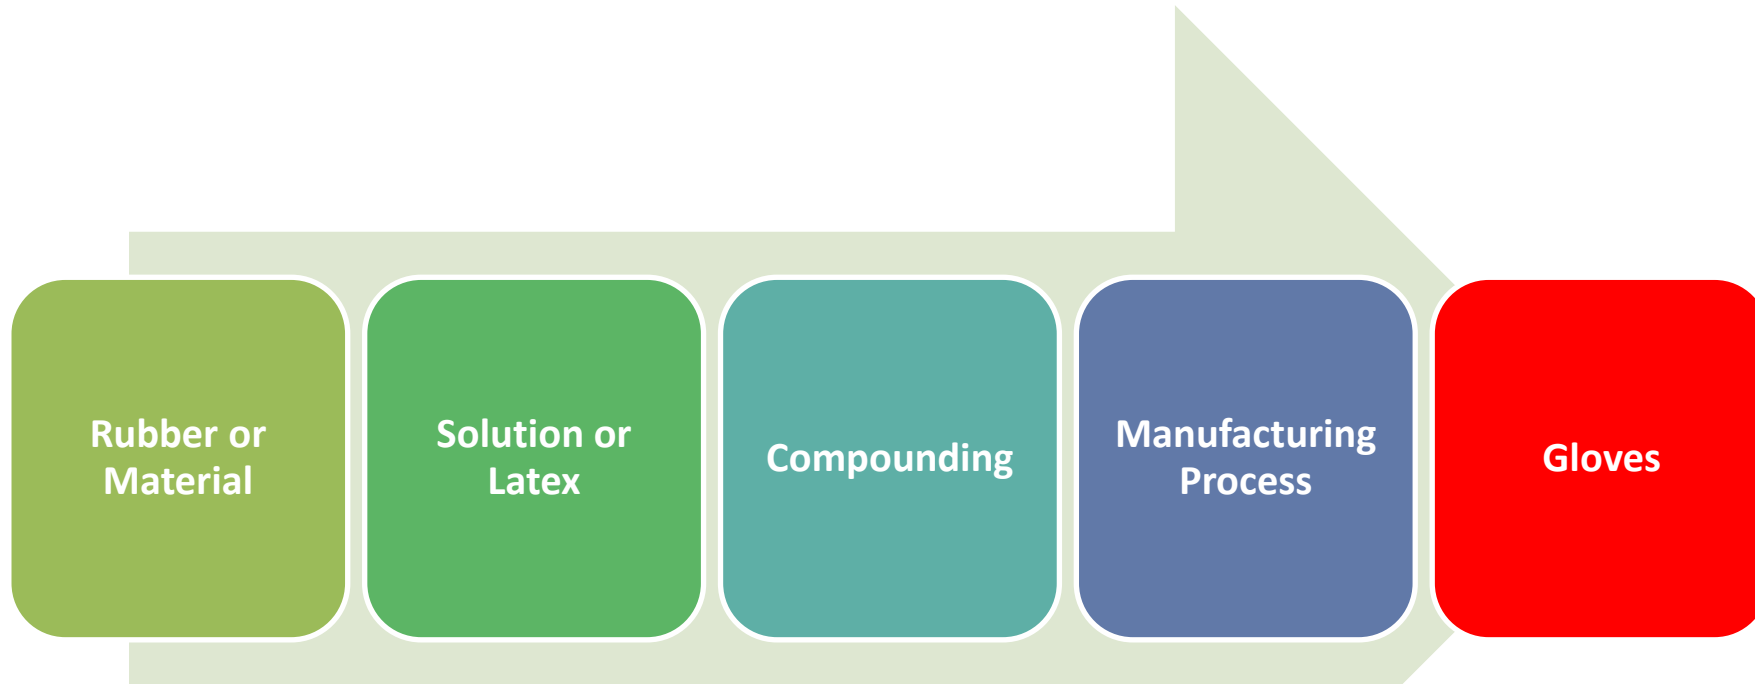 Rubber or
Material
Solution or
Latex
Compounding
Manufacturing
Process
Gloves